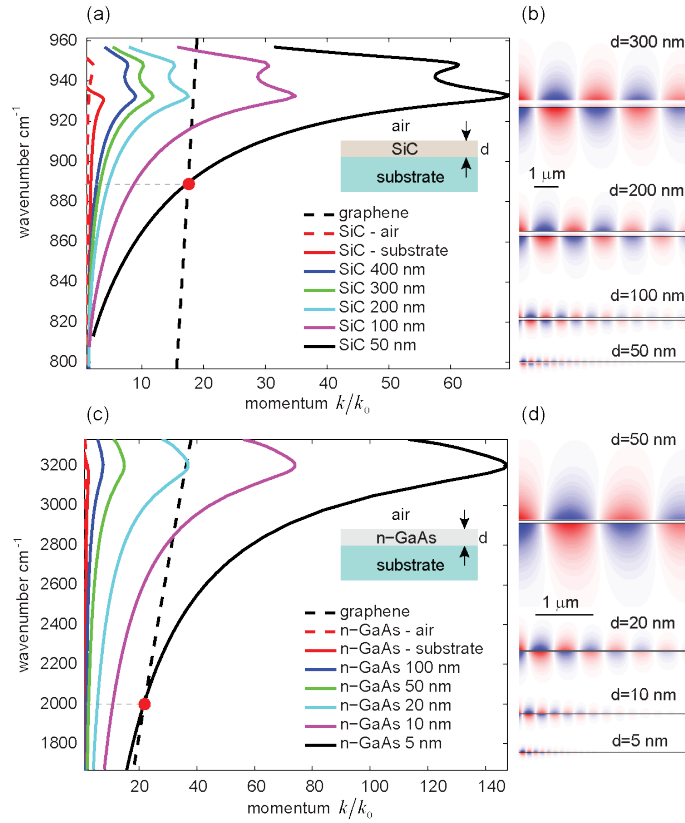 (a)
960
940
920
900
880
860
840
820
800
wavenumber cm⁻¹
10
20
30
40
50
60
momentum k/k₀
air
SiC
d
substrate
graphene
SiC - air
SiC - substrate
SiC 400 nm
SiC 300 nm
SiC 200 nm
SiC 100 nm
SiC 50 nm
(b)
d=300 nm
1 μm
d=200 nm
d=100 nm
d=50 nm
(c)
3200
3000
2800
2600
2400
2200
2000
1800
wavenumber cm⁻¹
20
40
60
80
100
120
140
momentum k/k₀
air
n−GaAs
d
substrate
graphene
n−GaAs - air
n−GaAs - substrate
n−GaAs 100 nm
n−GaAs 50 nm
n−GaAs 20 nm
n−GaAs 10 nm
n−GaAs 5 nm
(d)
d=50 nm
1 μm
d=20 nm
d=10 nm
d=5 nm